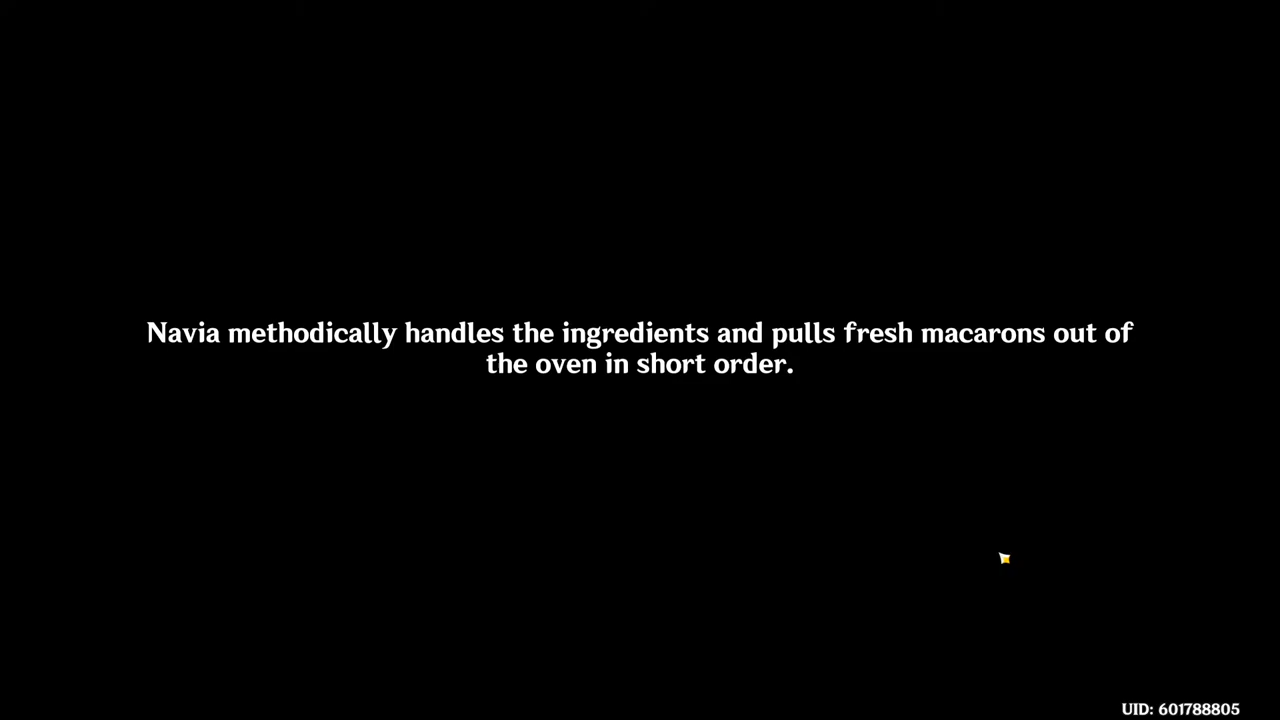 Navia methodically handles the ingredients and pulls fresh macarons out of
the oven in short order.
UID: 601788805